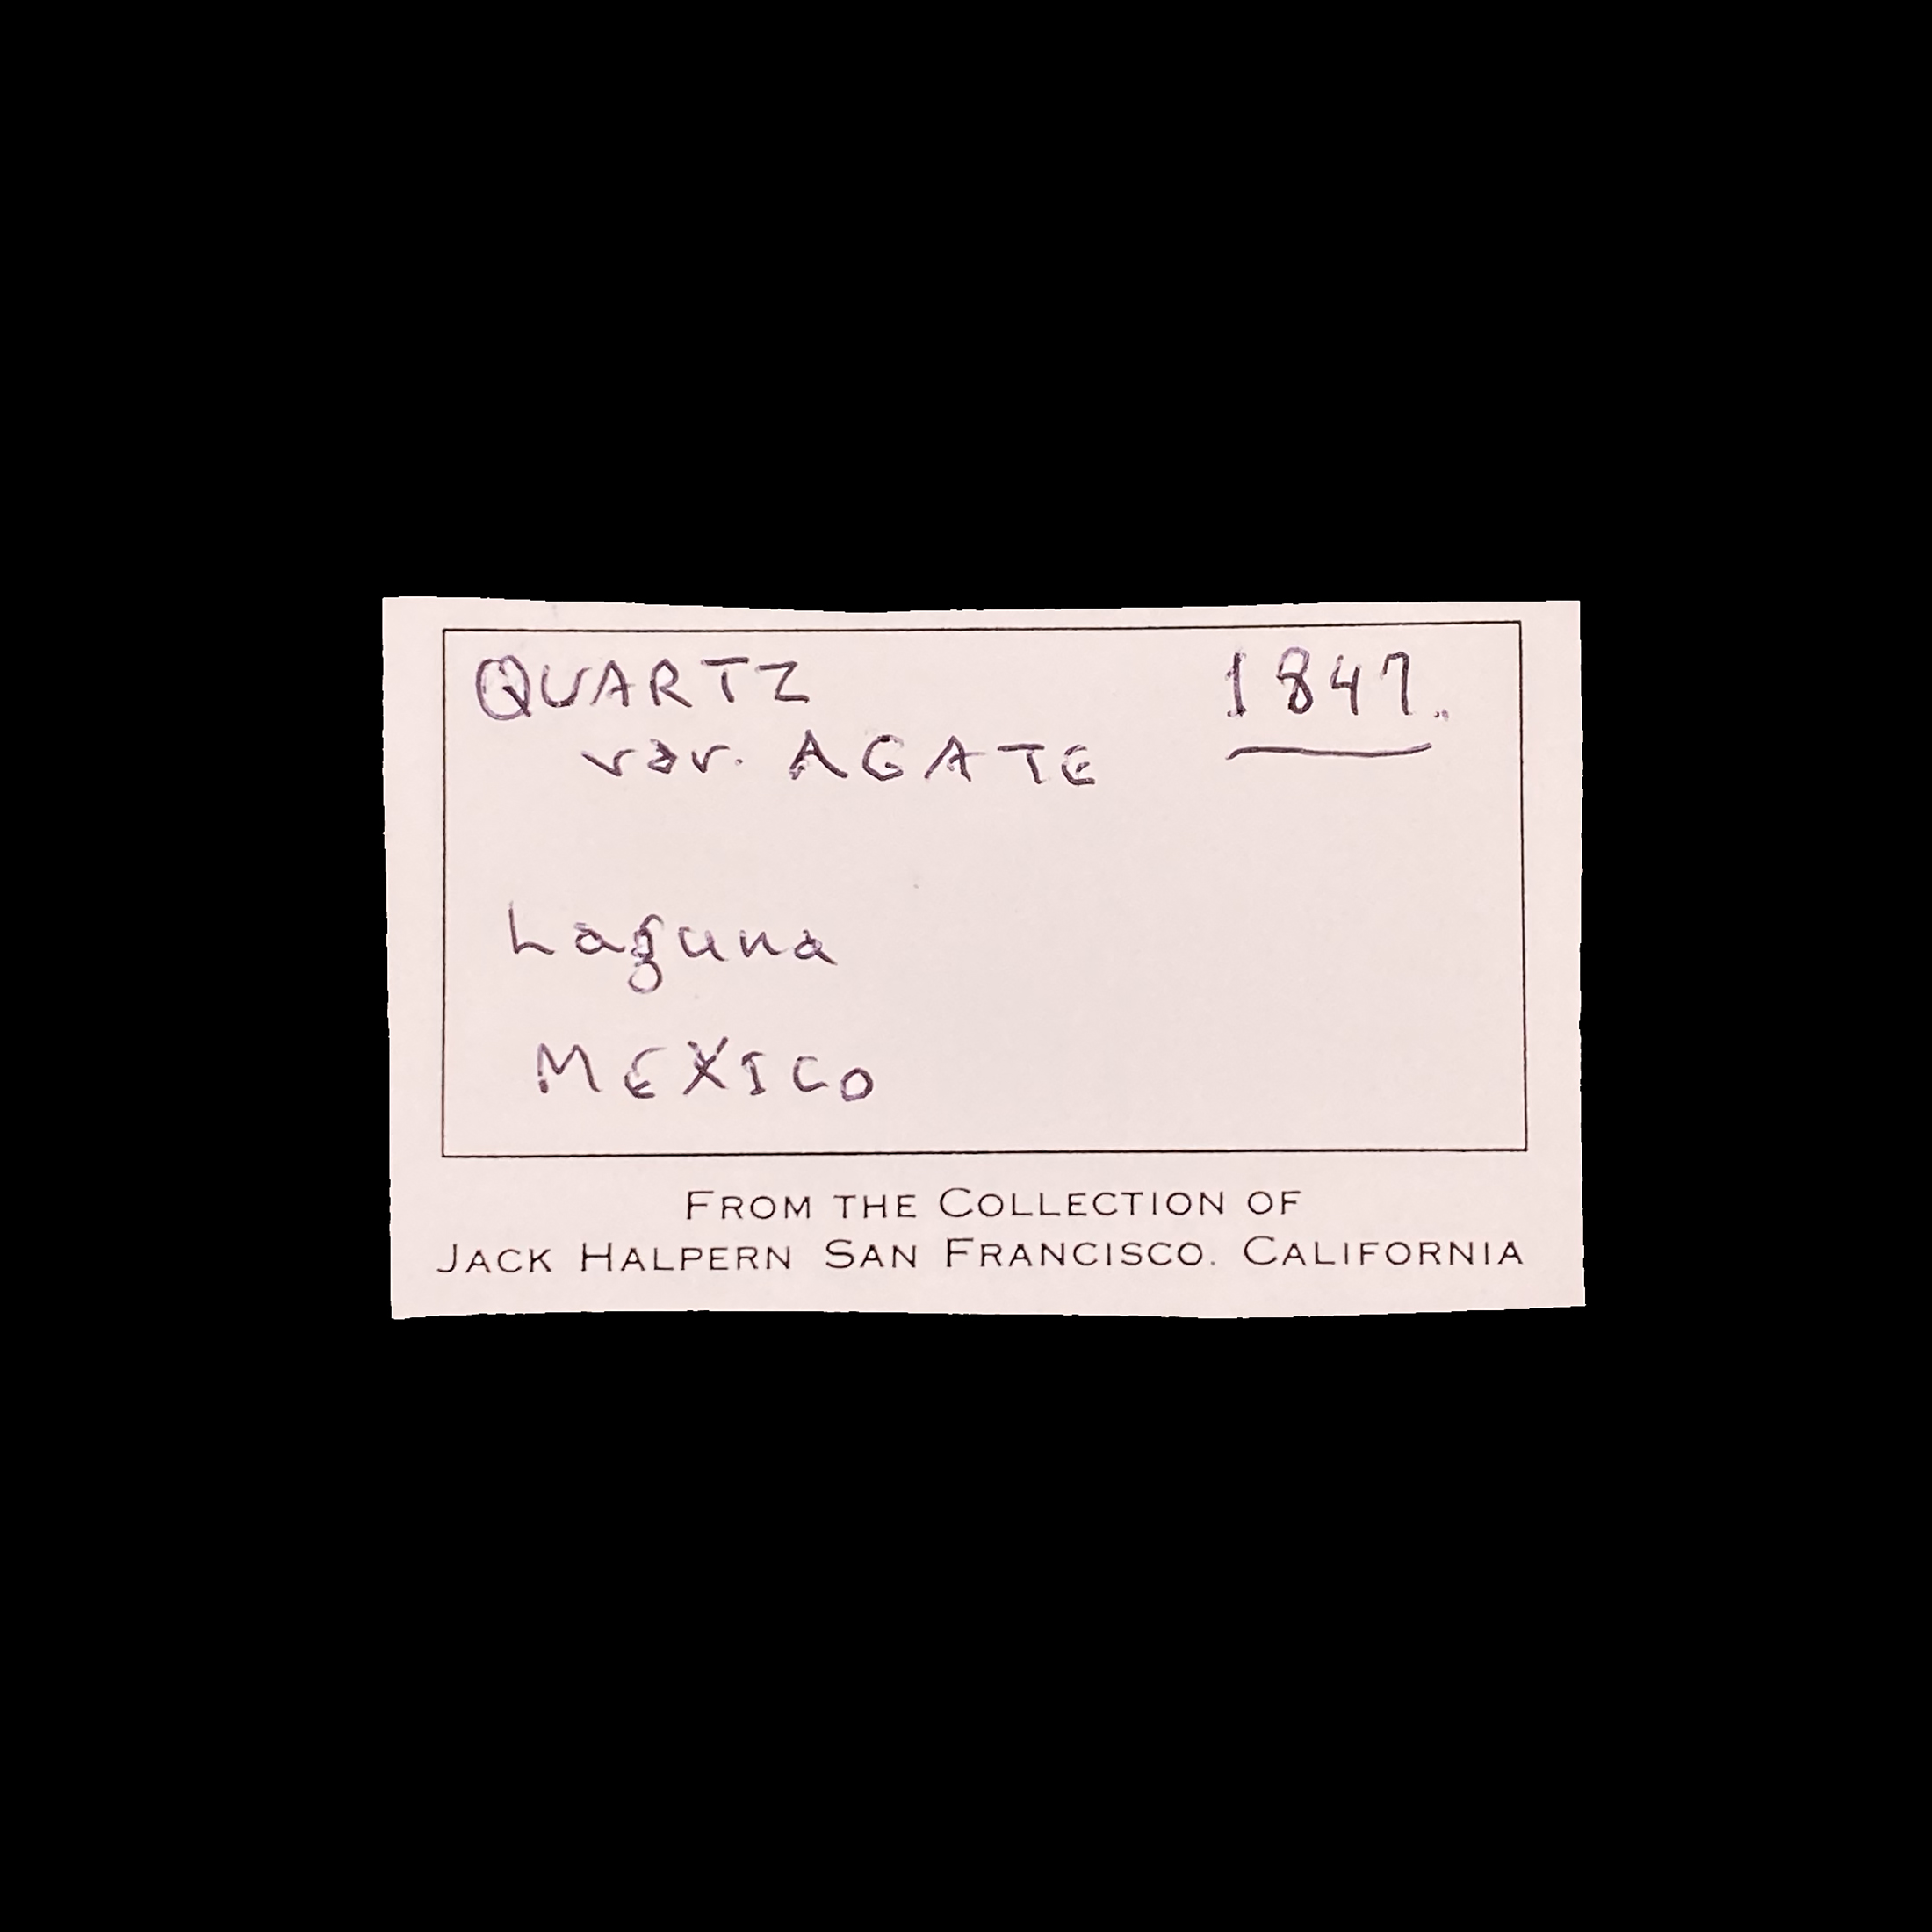 QUARTZ 1847.
var. AGATE
Laguna
MEXICO
FROM THE COLLECTION OF
JACK HALPERN SAN FRANCISCO. CALIFORNIA